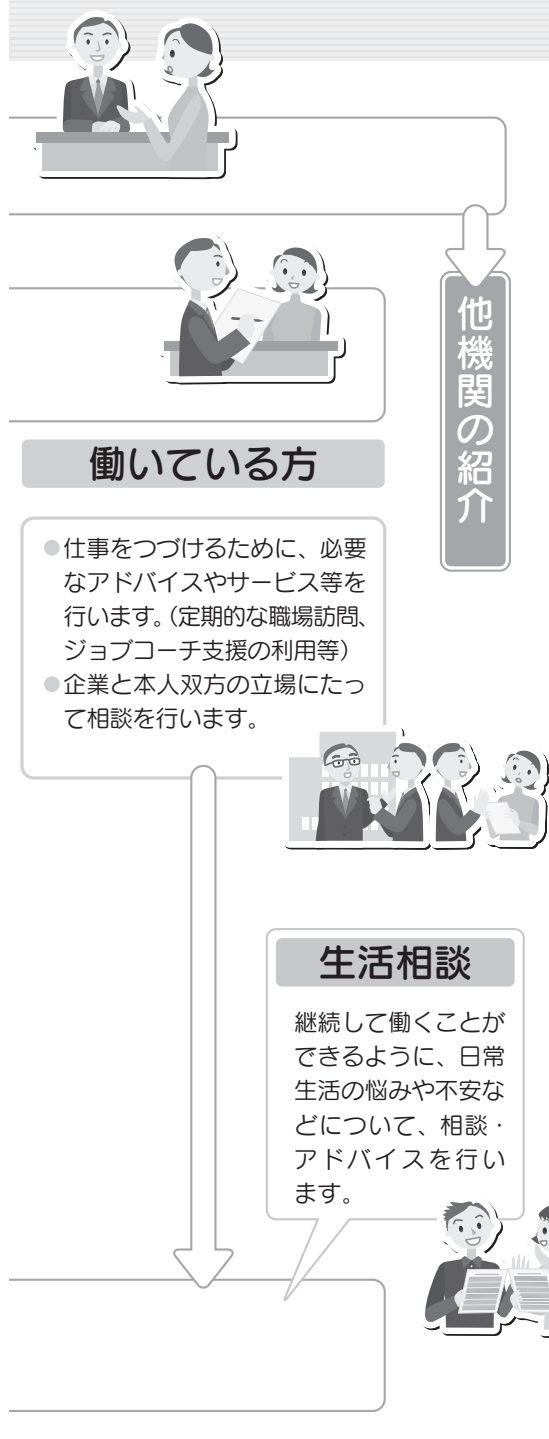 他機関の紹介
働いている方
●仕事をつづけるために、必要
なアドバイスやサービス等を
行います。（定期的な職場訪問、
ジョブコーチ支援の利用等）
●企業と本人双方の立場にたっ
て相談を行います。
生活相談
継続して働くことが
できるように、日常
生活の悩みや不安な
どについて、相談・
アドバイスを行い
ます。